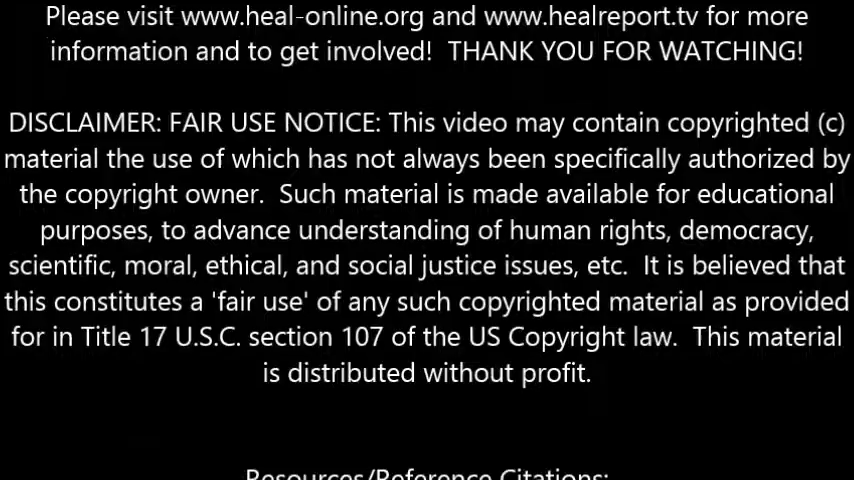 Please visit www.heal-online.org and www.healreport.tv for more
information and to get involved!  THANK YOU FOR WATCHING!
DISCLAIMER: FAIR USE NOTICE: This video may contain copyrighted (c)
material the use of which has not always been specifically authorized by
the copyright owner.  Such material is made available for educational
purposes, to advance understanding of human rights, democracy,
scientific, moral, ethical, and social justice issues, etc.  It is believed that
this constitutes a 'fair use' of any such copyrighted material as provided
for in Title 17 U.S.C. section 107 of the US Copyright law.  This material
is distributed without profit.
Resources/Reference Citations: